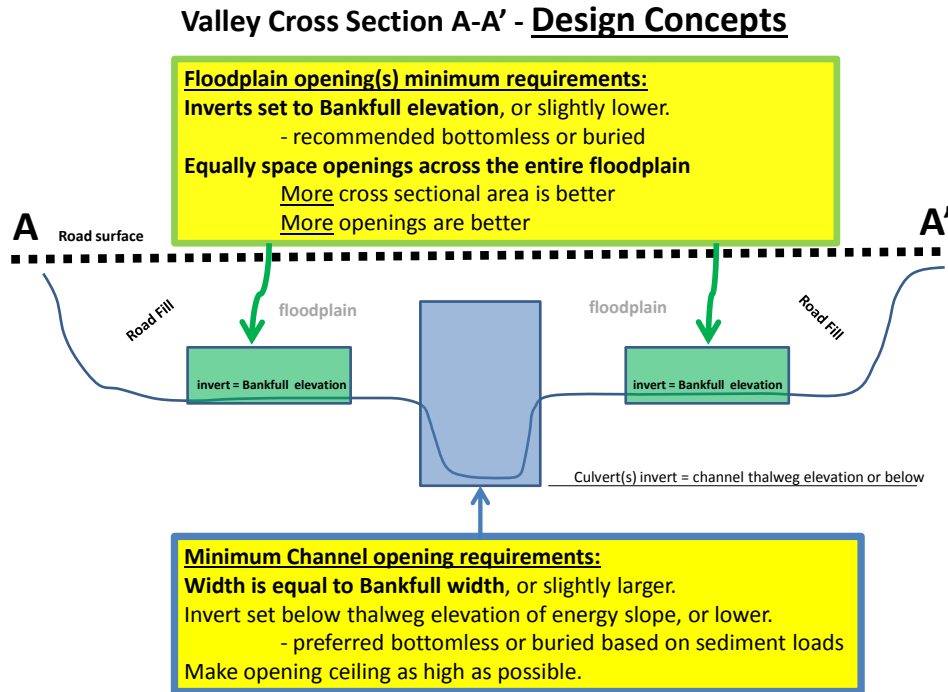 Valley Cross Section A-A’ - Design Concepts
Floodplain opening(s) minimum requirements:
Inverts set to Bankfull elevation, or slightly lower.
- recommended bottomless or buried
Equally space openings across the entire floodplain
More cross sectional area is better
More openings are better
A
A’
Road surface
Road Fill
floodplain
floodplain
Road Fill
invert = Bankfull elevation
invert = Bankfull elevation
Culvert(s) invert = channel thalweg elevation or below
Minimum Channel opening requirements:
Width is equal to Bankfull width, or slightly larger.
Invert set below thalweg elevation of energy slope, or lower.
- preferred bottomless or buried based on sediment loads
Make opening ceiling as high as possible.